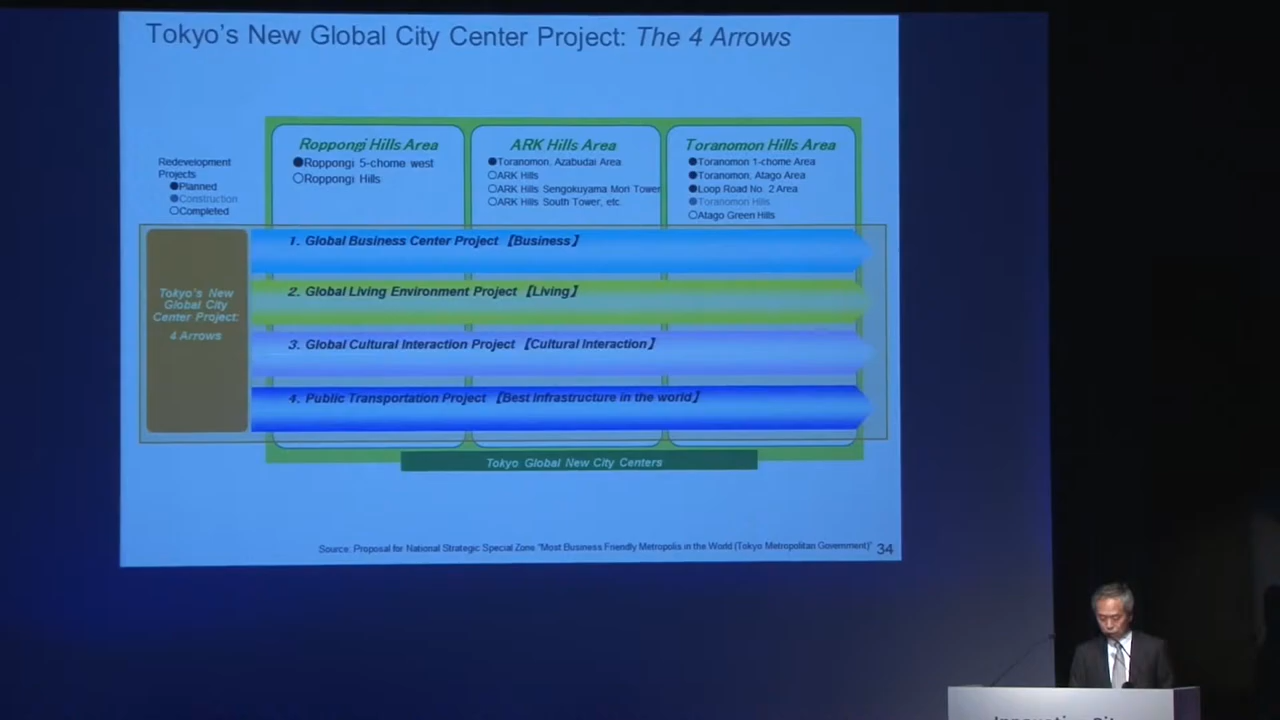 Tokyo's New Global City Center Project: The 4 Arrows
Redevelopment
Projects
●Planned
●Construction
○Completed
Roppongi Hills Area
●Roppongi 5-chome west
○Roppongi Hills
ARK Hills Area
●Toranomon, Azabudai Area
○ARK Hills
○ARK Hills Sengokuyama Mori Tower
○ARK Hills South Tower, etc.
Toranomon Hills Area
●Toranomon 1-chome Area
●Toranomon, Atago Area
●Loop Road No. 2 Area
●Toranomon Hills
○Atago Green Hills
Tokyo's New
Global City
Center Project:
4 Arrows
1. Global Business Center Project 【Business】
2. Global Living Environment Project 【Living】
3. Global Cultural Interaction Project 【Cultural Interaction】
4. Public Transportation Project 【Best infrastructure in the world】
Tokyo Global New City Centers
Source: Proposal for National Strategic Special Zone "Most Business Friendly Metropolis in the World (Tokyo Metropolitan Government)"
34